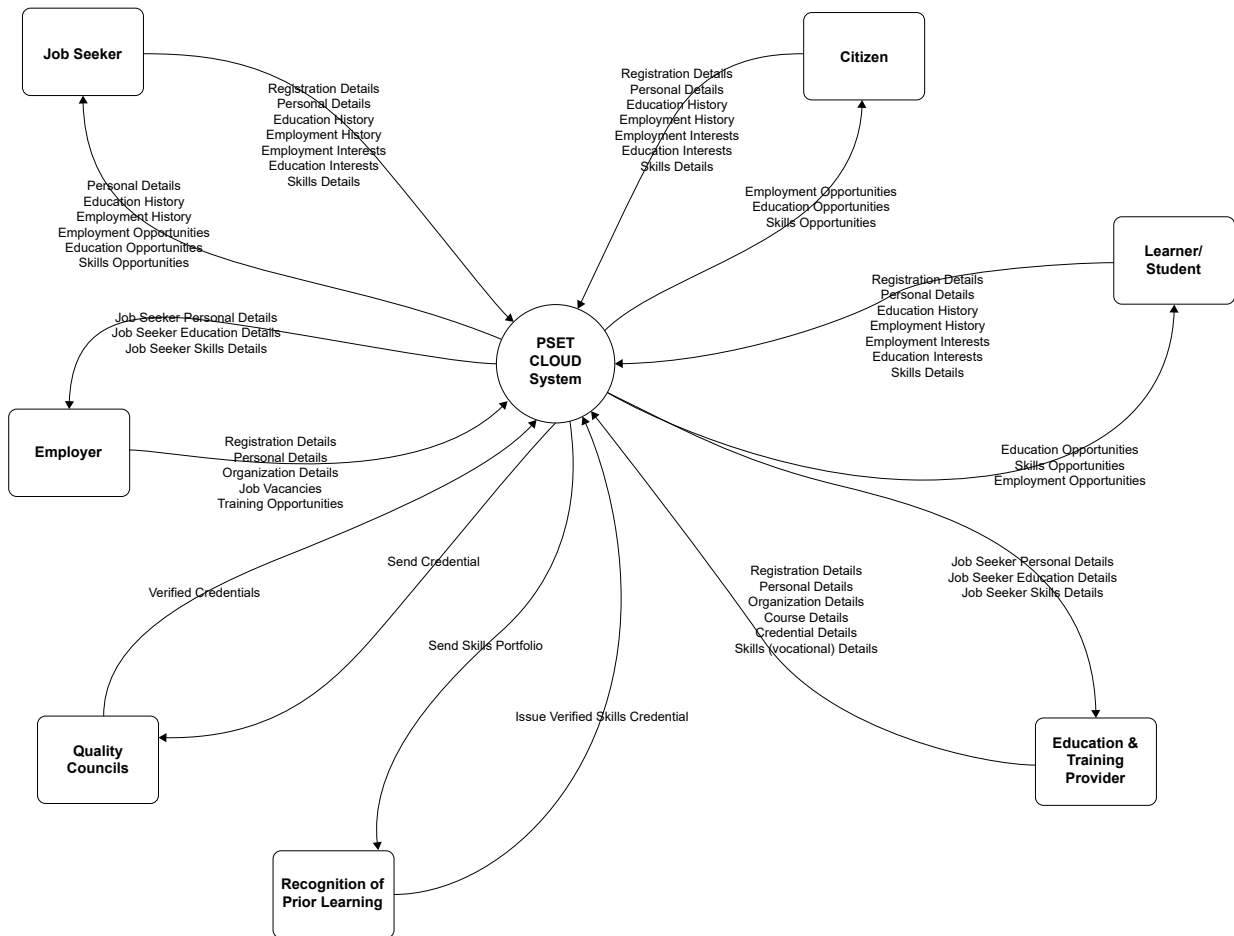 Job Seeker
Citizen
Registration Details
Personal Details
Education History
Employment History
Employment Interests
Education Interests
Skills Details
Registration Details
Personal Details
Education History
Employment History
Employment Interests
Education Interests
Skills Details
Personal Details
Education History
Employment History
Employment Opportunities
Education Opportunities
Skills Opportunities
Employment Opportunities
Education Opportunities
Skills Opportunities
Learner/
Student
Registration Details
Personal Details
Education History
Employment History
Employment Interests
Education Interests
Skills Details
Job Seeker Personal Details
Job Seeker Education Details
Job Seeker Skills Details
PSET
CLOUD
System
Employer
Registration Details
Personal Details
Organization Details
Job Vacancies
Training Opportunities
Education Opportunities
Skills Opportunities
Employment Opportunities
Verified Credentials
Send Credential
Registration Details
Personal Details
Organization Details
Course Details
Credential Details
Skills (vocational) Details
Job Seeker Personal Details
Job Seeker Education Details
Job Seeker Skills Details
Send Skills Portfolio
Issue Verified Skills Credential
Quality
Councils
Education &
Training
Provider
Recognition of
Prior Learning